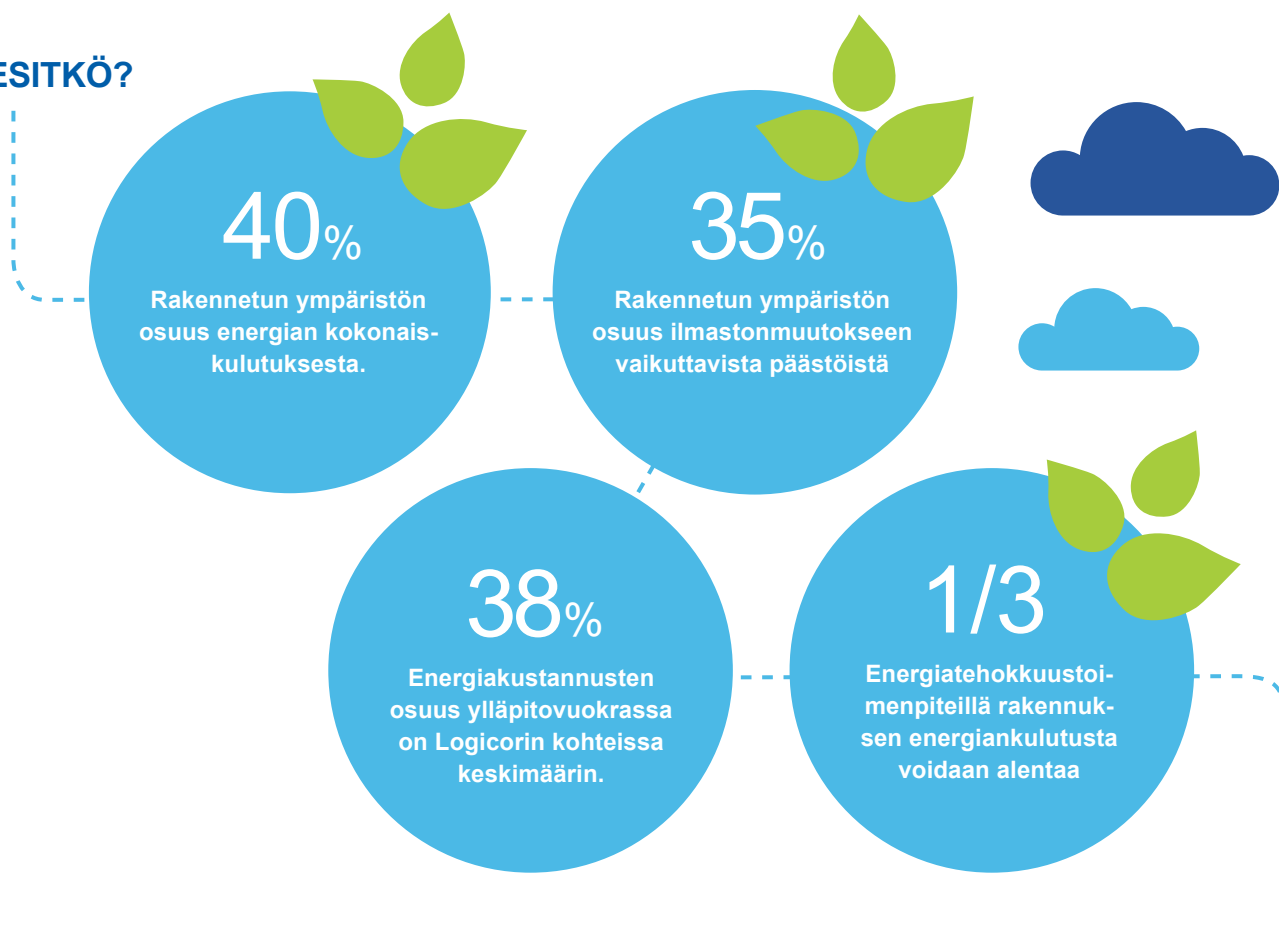 ESITKÖ?
40%
Rakennetun ympäristön
osuus energian kokonais-
kulutuksesta.
35%
Rakennetun ympäristön
osuus ilmastonmuutokseen
vaikuttavista päästöistä
38%
Energiakustannusten
osuus ylläpitovuokrassa
on Logicorin kohteissa
keskimäärin.
1/3
Energiatehokkuustoi-
menpiteillä rakennuk-
sen energiankulutusta
voidaan alentaa